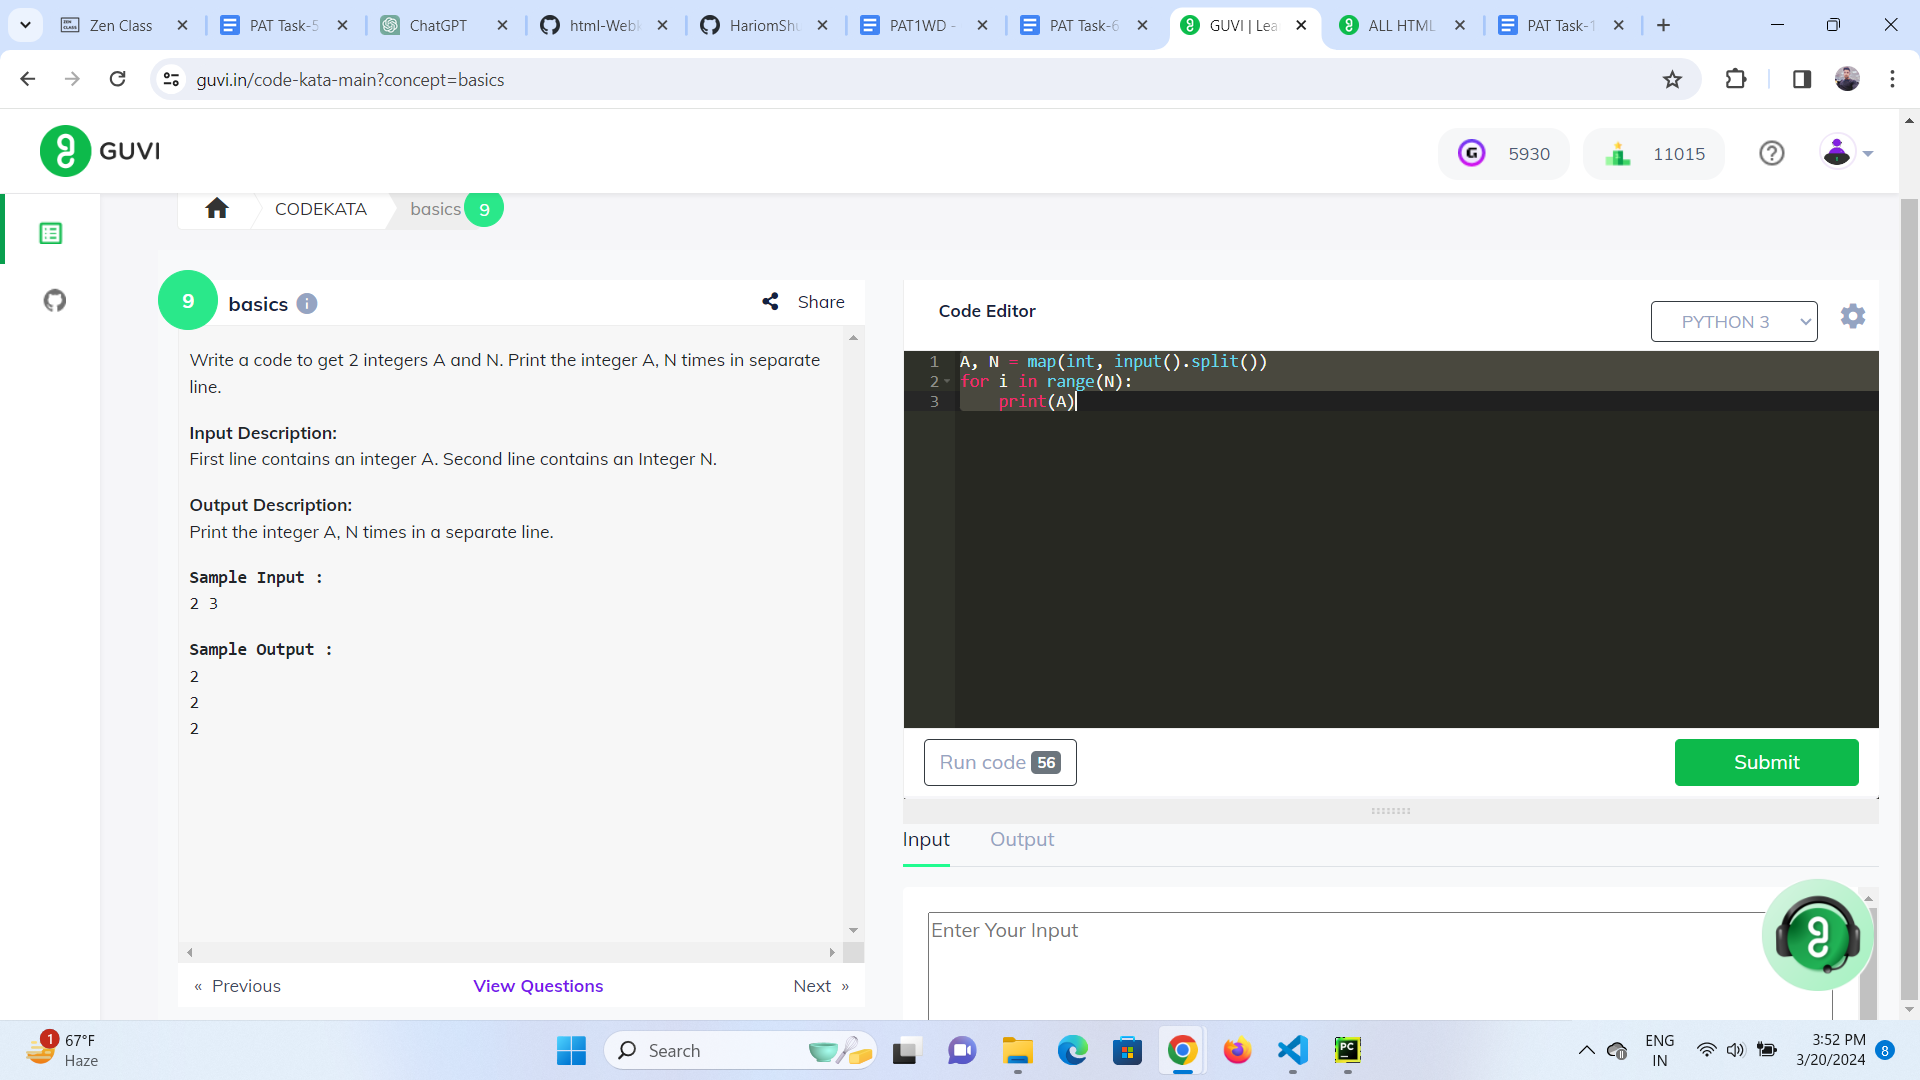 Zen Class
PAT Task-5
ChatGPT
html-Webk
HariomShu
PAT1WD -
PAT Task-6
GUVI | Lea
ALL HTML
PAT Task-1
guvi.in/code-kata-main?concept=basics
GUVI
5930
11015
CODEKATA
basics
9
9
basics
Share
Write a code to get 2 integers A and N. Print the integer A, N times in separate
line.
Input Description:
First line contains an integer A. Second line contains an Integer N.
Output Description:
Print the integer A, N times in a separate line.
Sample Input :
2 3
Sample Output :
2
2
2
« Previous
View Questions
Next »
Code Editor
PYTHON 3
1 A, N = map(int, input().split())
2 for i in range(N):
3 print(A)
Run code 56
Submit
Input
Output
Enter Your Input
1
67°F
Haze
Search
PC
ENG
IN
3:52 PM
3/20/2024
8